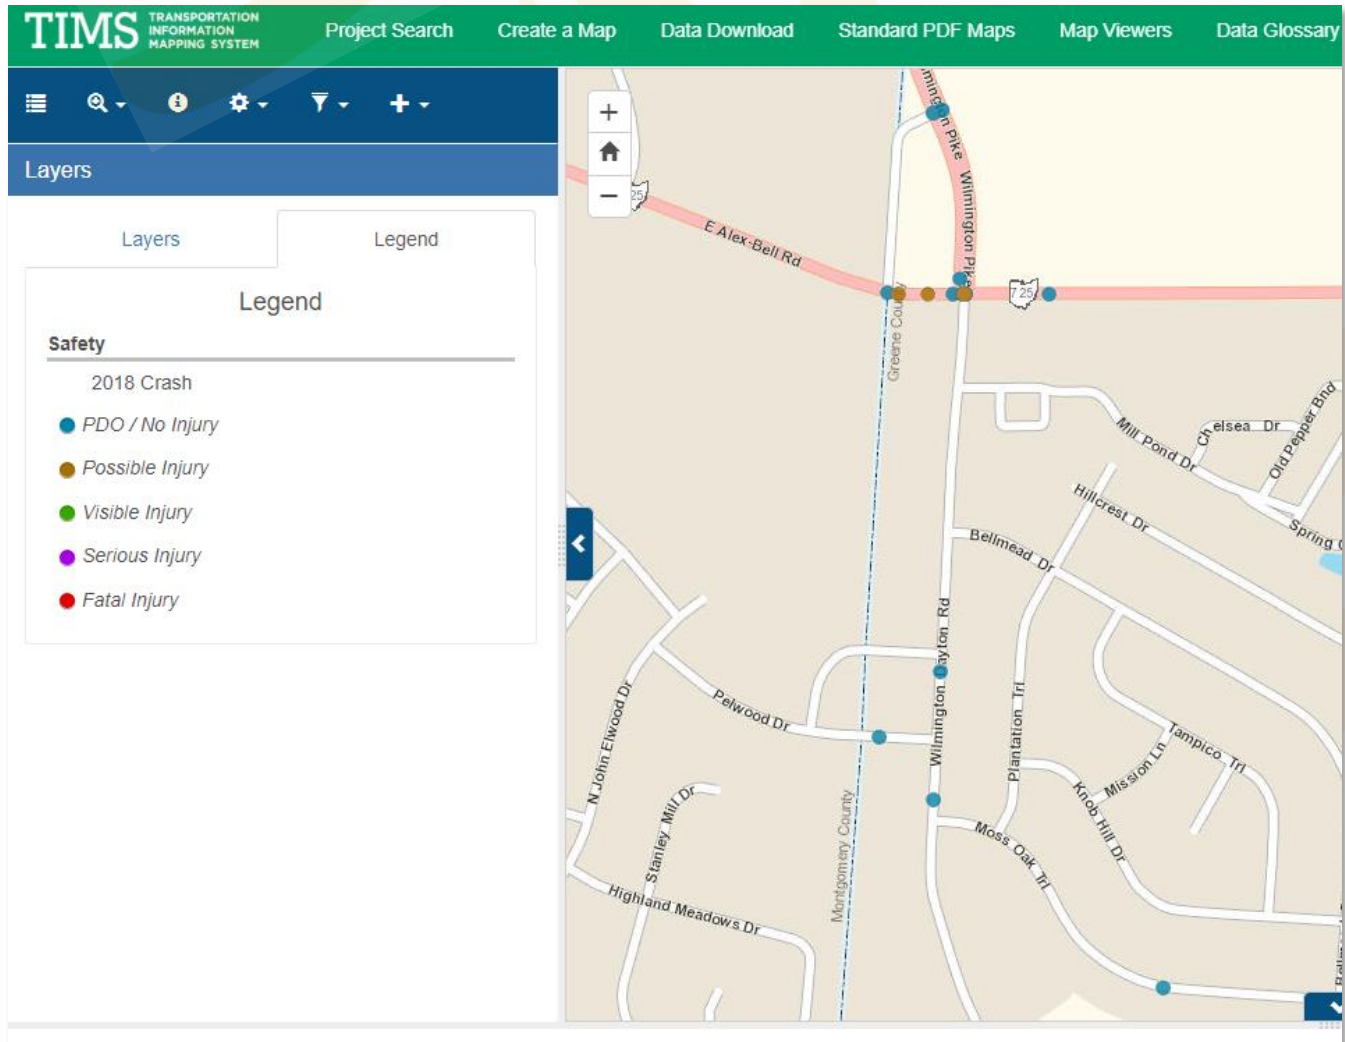 TIMS TRANSPORTATION
INFORMATION
MAPPING SYSTEM
Project Search Create a Map Data Download Standard PDF Maps Map Viewers Data Glossary
Layers
Layers Legend
Legend
Safety
2018 Crash
PDO / No Injury
Possible Injury
Visible Injury
Serious Injury
Fatal Injury
Pike
Wilmington Pike
E Alex-Bell Rd
725
Greene County
Mill Pond Dr
Chelsea Dr
Old Pepper Bnd
Hillcrest Dr
Spring
Bellmead Dr
Wilmington Dayton Rd
Plantation Trl
Pelwood Dr
N John Elwood Dr
Tampico Trl
Mission Ln
Knob Hill Dr
Stanley Mill Dr
Montgomery County
Moss Oak Trl
Highland Meadows Dr